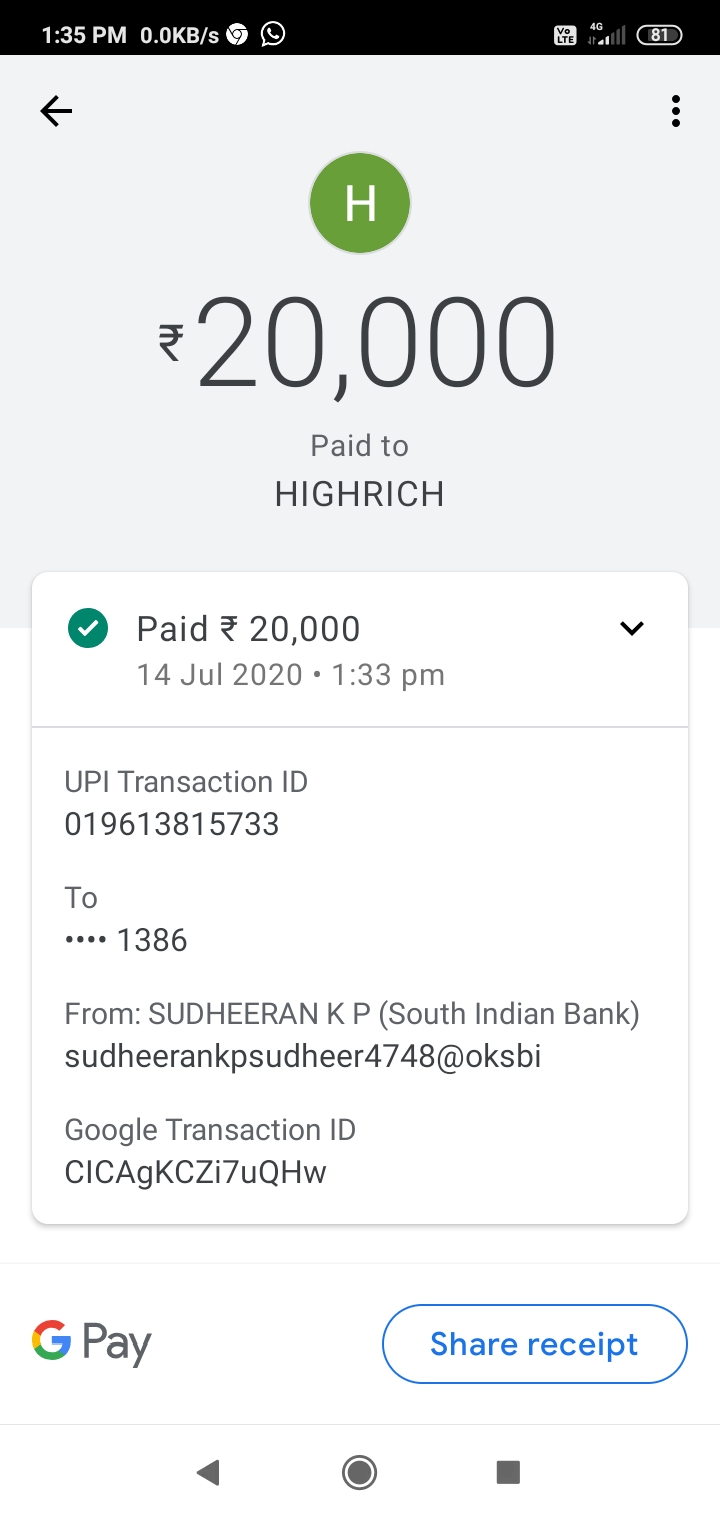 1:35 PM 0.0KB/s Vo LTE 4G 81
H
₹20,000
Paid to
HIGHRICH
Paid ₹ 20,000
14 Jul 2020 • 1:33 pm
UPI Transaction ID
019613815733
To
•••• 1386
From: SUDHEERAN K P (South Indian Bank)
sudheerankpsudheer4748@oksbi
Google Transaction ID
CICAgKCZi7uQHw
G Pay
Share receipt